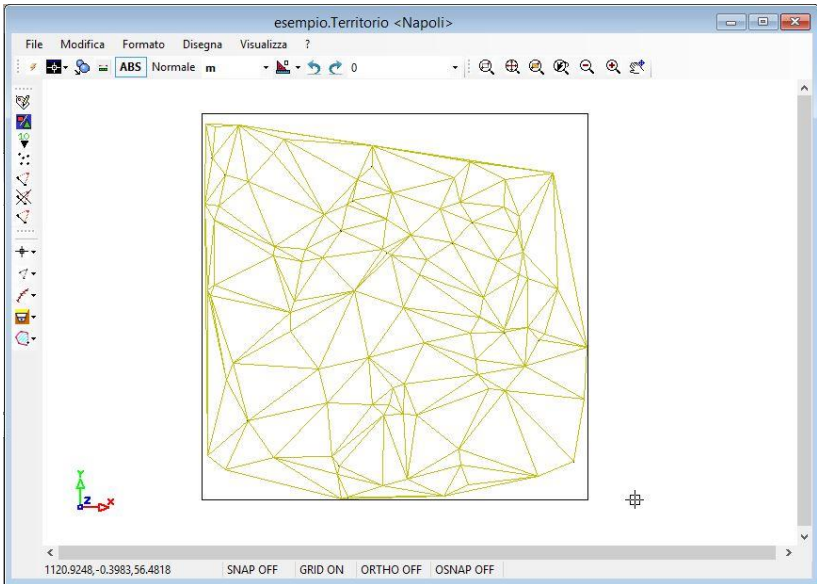 esempio.Territorio <Napoli>
File Modifica Formato Disegna Visualizza ?
ABS Normale m 0
10
Y
Z X
1120.9248,-0.3983,56.4818 SNAP OFF GRID ON ORTHO OFF OSNAP OFF